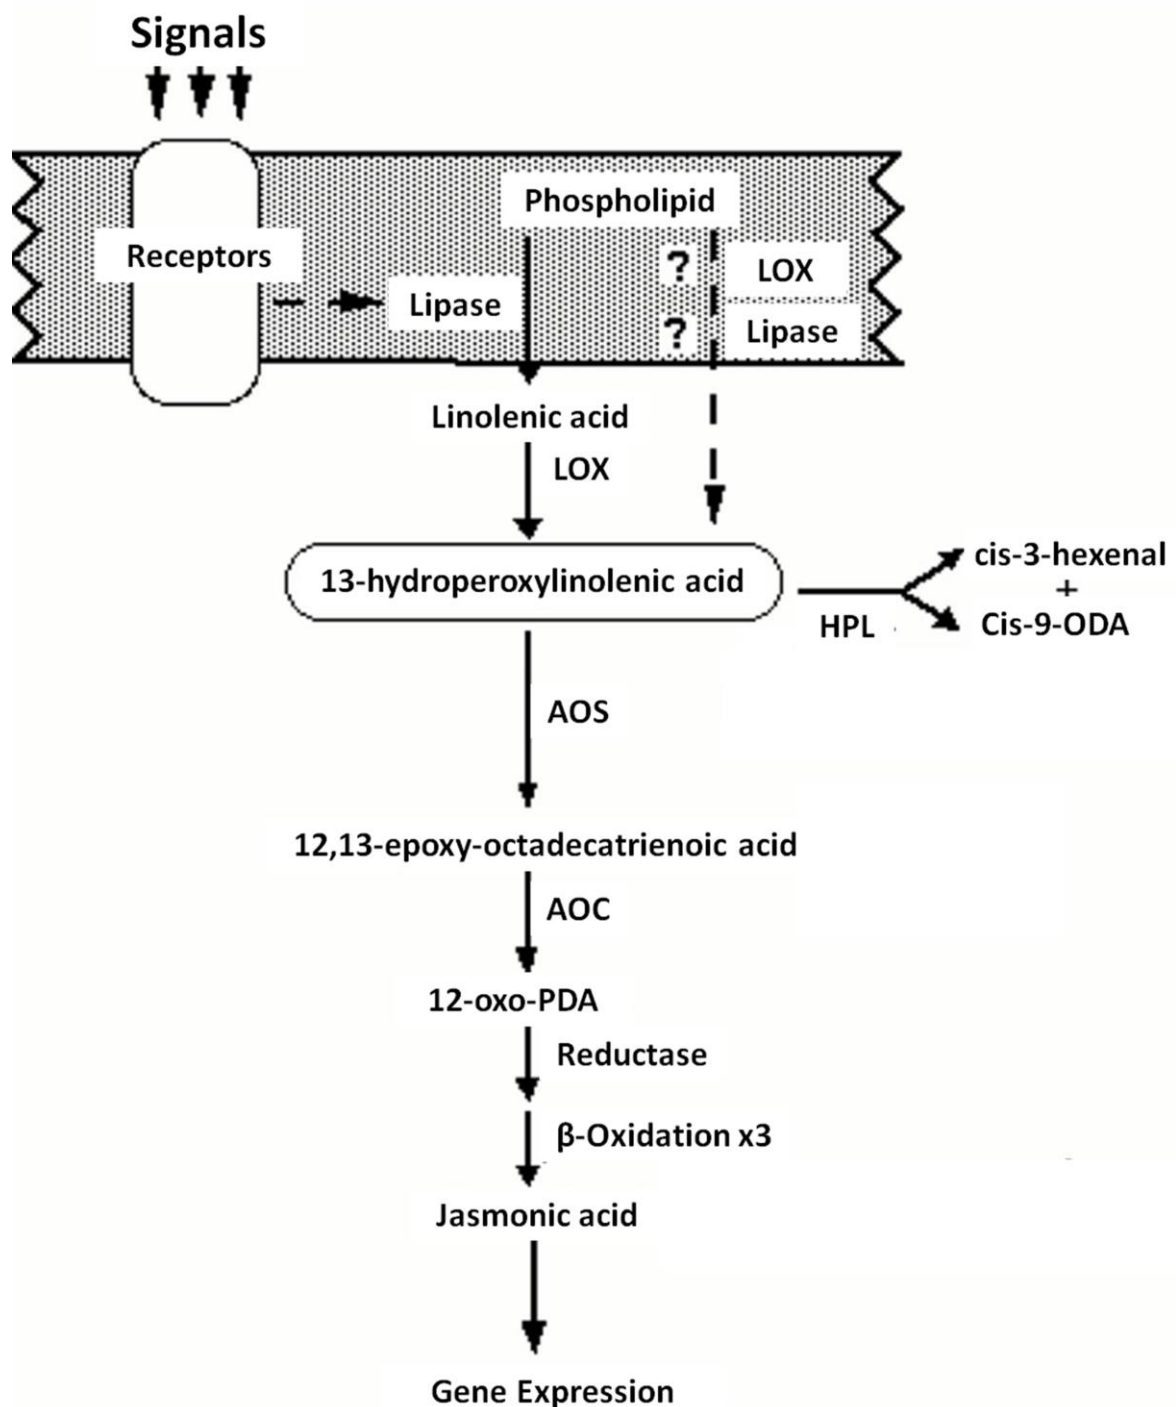 Signals
Phospholipid
Receptors
?
LOX
Lipase
?
Lipase
Linolenic acid
LOX
13-hydroperoxylinolenic acid
cis-3-hexenal
+
Cis-9-ODA
HPL
AOS
12,13-epoxy-octadecatrienoic acid
AOC
12-oxo-PDA
Reductase
β-Oxidation x3
Jasmonic acid
Gene Expression